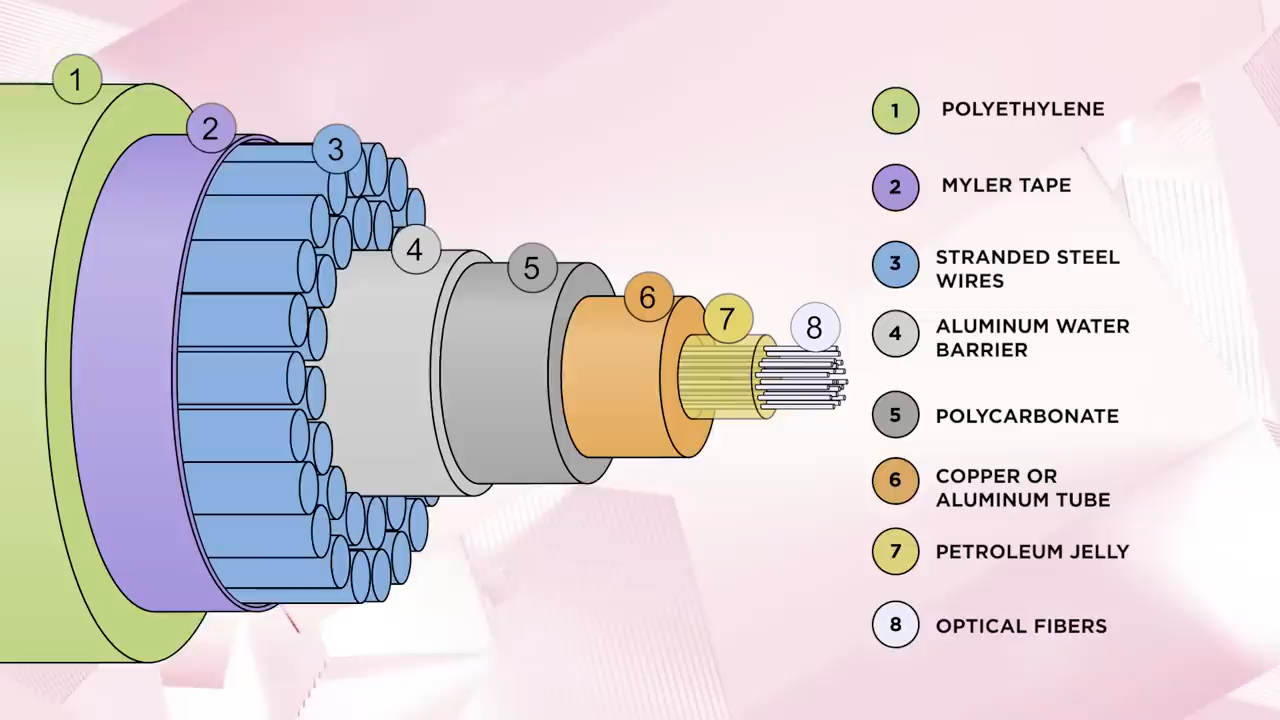 1
2
3
4
5
6
7
8
1 POLYETHYLENE
2 MYLER TAPE
3 STRANDED STEEL
WIRES
4 ALUMINUM WATER
BARRIER
5 POLYCARBONATE
6 COPPER OR
ALUMINUM TUBE
7 PETROLEUM JELLY
8 OPTICAL FIBERS